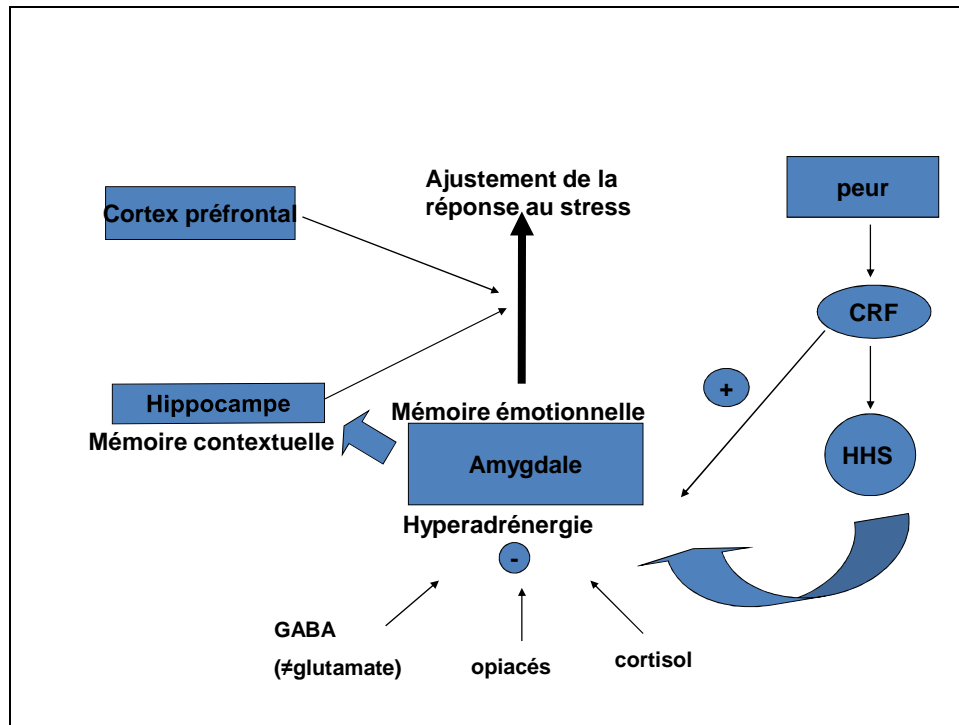 Ajustement de la
réponse au stress
peur
Cortex préfrontal
CRF
+
Hippocampe
Mémoire contextuelle
Mémoire émotionnelle
Amygdale
HHS
Hyperadrénergie
-
GABA
(≠glutamate)
opiacés
cortisol